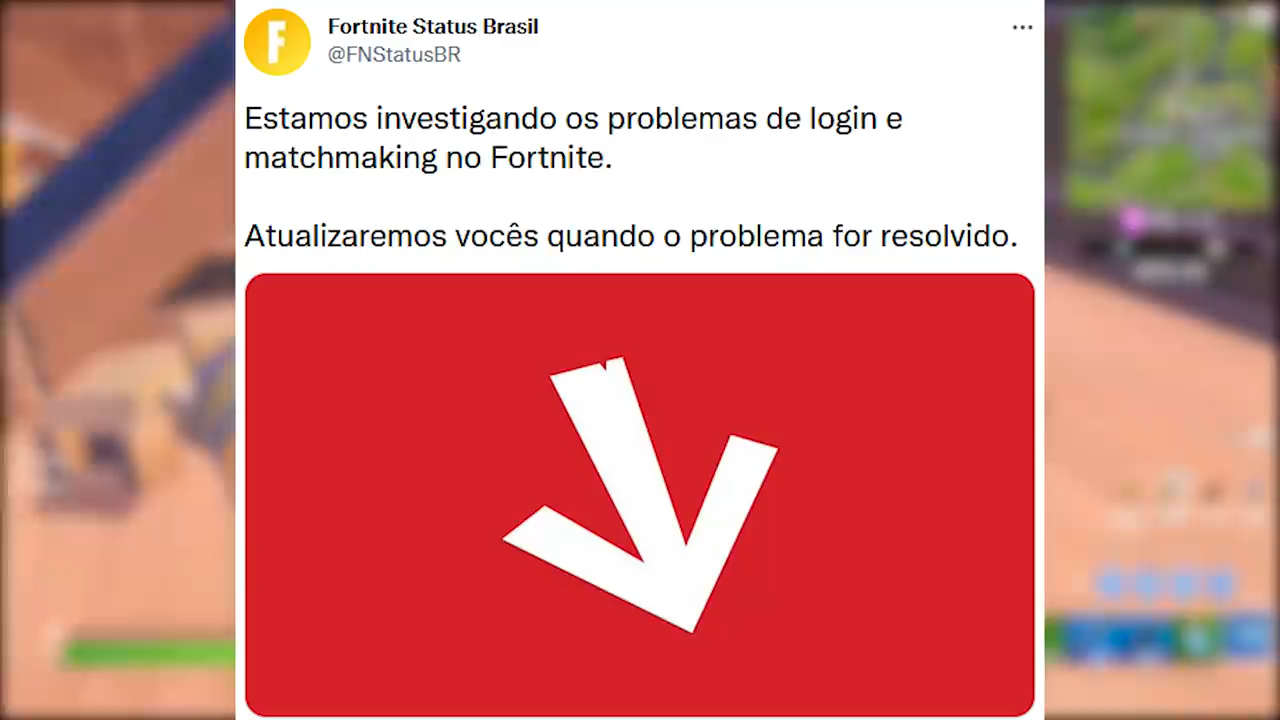 Fortnite Status Brasil
@FNStatusBR
Estamos investigando os problemas de login e
matchmaking no Fortnite.
Atualizaremos vocês quando o problema for resolvido.